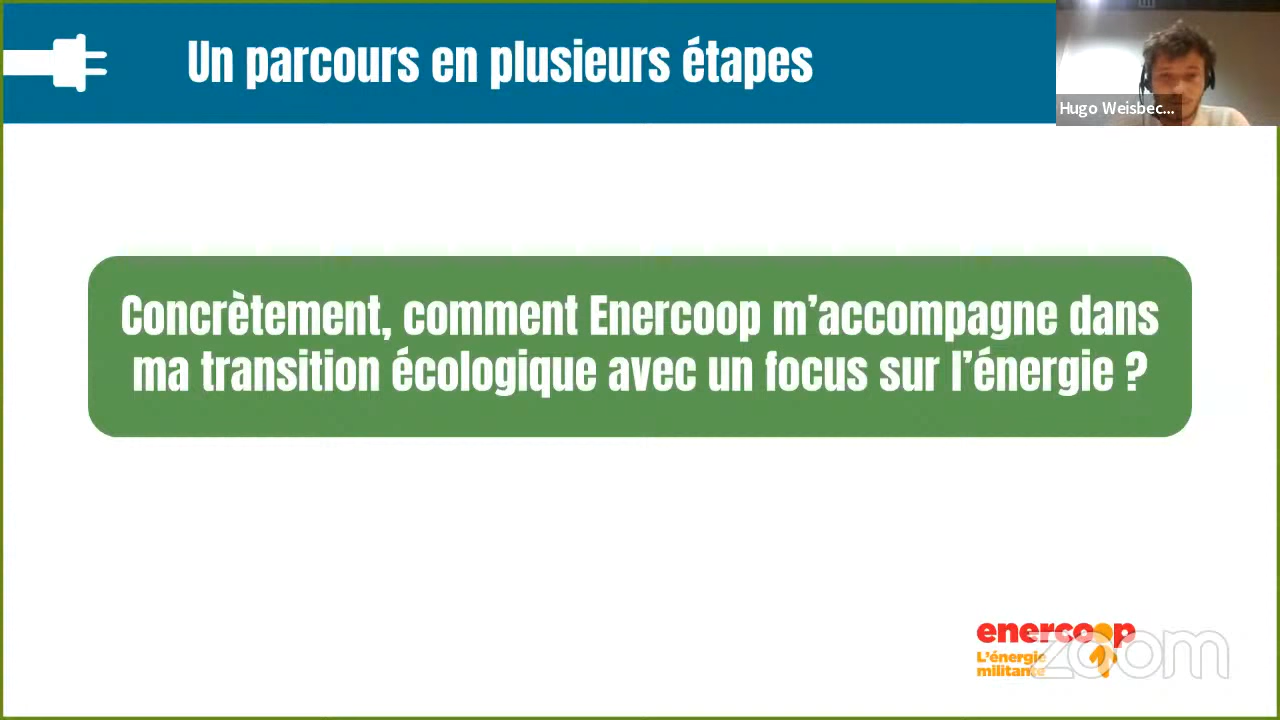 Un parcours en plusieurs étapes
Hugo Weisbec...
Concrètement, comment Enercoop m’accompagne dans
ma transition écologique avec un focus sur l’énergie ?
enercoop
L’énergie
militante
zoom